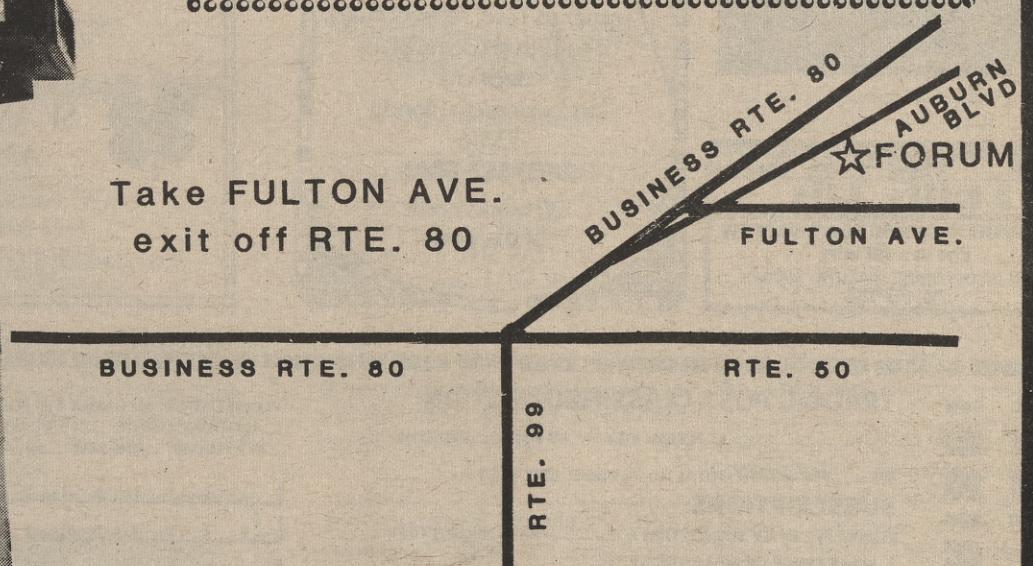 BUSINESS RTE. 80
AUBURN
BLVD
☆FORUM
Take FULTON AVE.
exit off RTE. 80
FULTON AVE.
BUSINESS RTE. 80
RTE. 50
RTE. 99